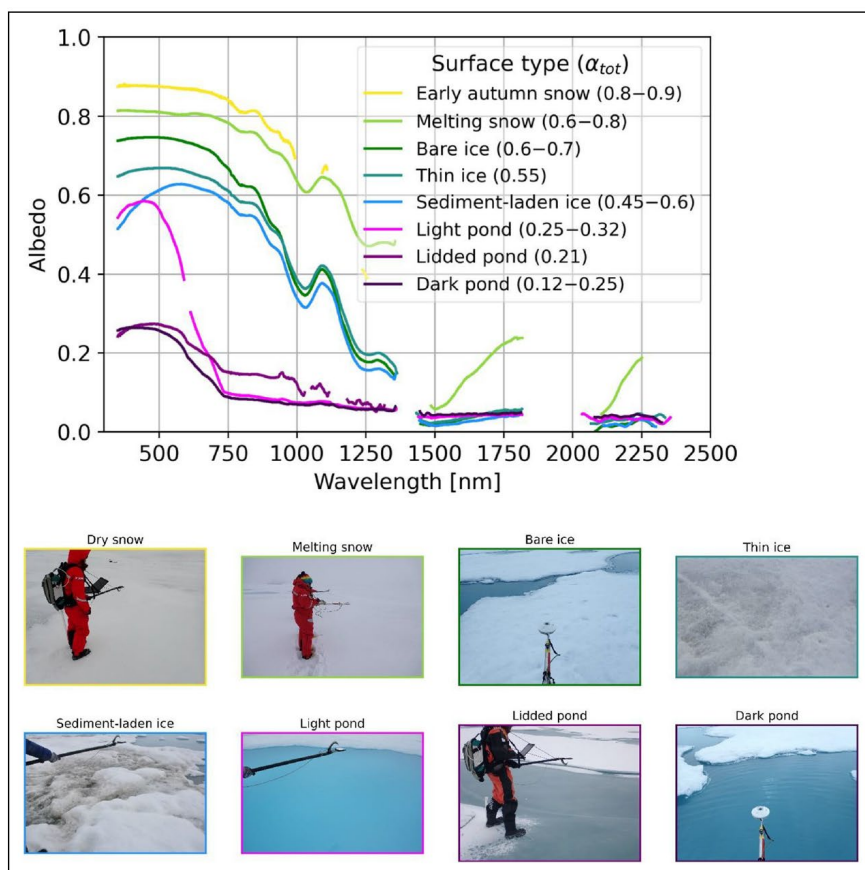 1.0
0.8
0.6
0.4
0.2
0.0
Albedo
500 750 1000 1250 1500 1750 2000 2250 2500
Wavelength [nm]
Surface type (α_tot)
Early autumn snow (0.8−0.9)
Melting snow (0.6−0.8)
Bare ice (0.6−0.7)
Thin ice (0.55)
Sediment-laden ice (0.45−0.6)
Light pond (0.25−0.32)
Lidded pond (0.21)
Dark pond (0.12−0.25)
Dry snow
Melting snow
Bare ice
Thin ice
Sediment-laden ice
Light pond
Lidded pond
Dark pond